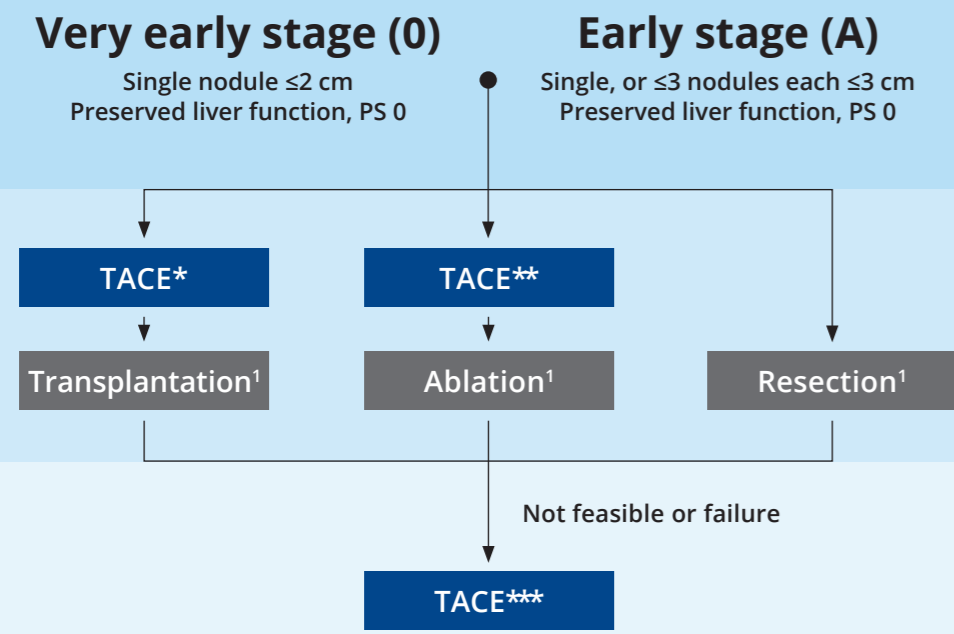 Very early stage (0)
Single nodule ≤2 cm
Preserved liver function, PS 0
Early stage (A)
Single, or ≤3 nodules each ≤3 cm
Preserved liver function, PS 0
TACE*
TACE**
Transplantation¹
Ablation¹
Resection¹
Not feasible or failure
TACE***